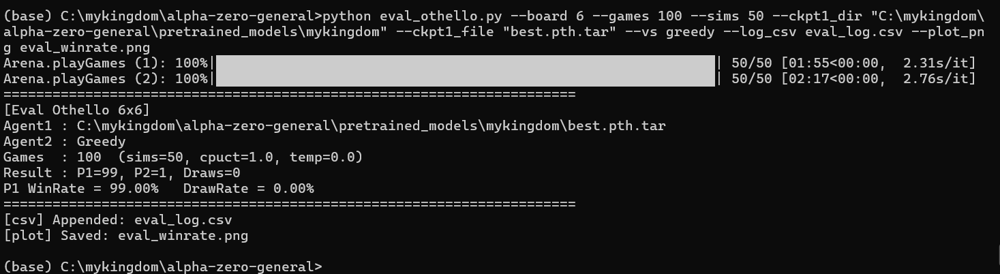 (base) C:\mykingdom\alpha-zero-general>python eval_othello.py --board 6 --games 100 --sims 50 --ckpt1_dir "C:\mykingdom\
alpha-zero-general\pretrained_models\mykingdom" --ckpt1_file "best.pth.tar" --vs greedy --log_csv eval_log.csv --plot_pn
g eval_winrate.png
Arena.playGames (1): 100%|██████████| 50/50 [01:55<00:00,  2.31s/it]
Arena.playGames (2): 100%|██████████| 50/50 [02:17<00:00,  2.76s/it]
======================================================================
[Eval Othello 6x6]
Agent1 : C:\mykingdom\alpha-zero-general\pretrained_models\mykingdom\best.pth.tar
Agent2 : Greedy
Games  : 100  (sims=50, cpuct=1.0, temp=0.0)
Result : P1=99, P2=1, Draws=0
P1 WinRate = 99.00%   DrawRate = 0.00%
======================================================================
[csv] Appended: eval_log.csv
[plot] Saved: eval_winrate.png
(base) C:\mykingdom\alpha-zero-general>